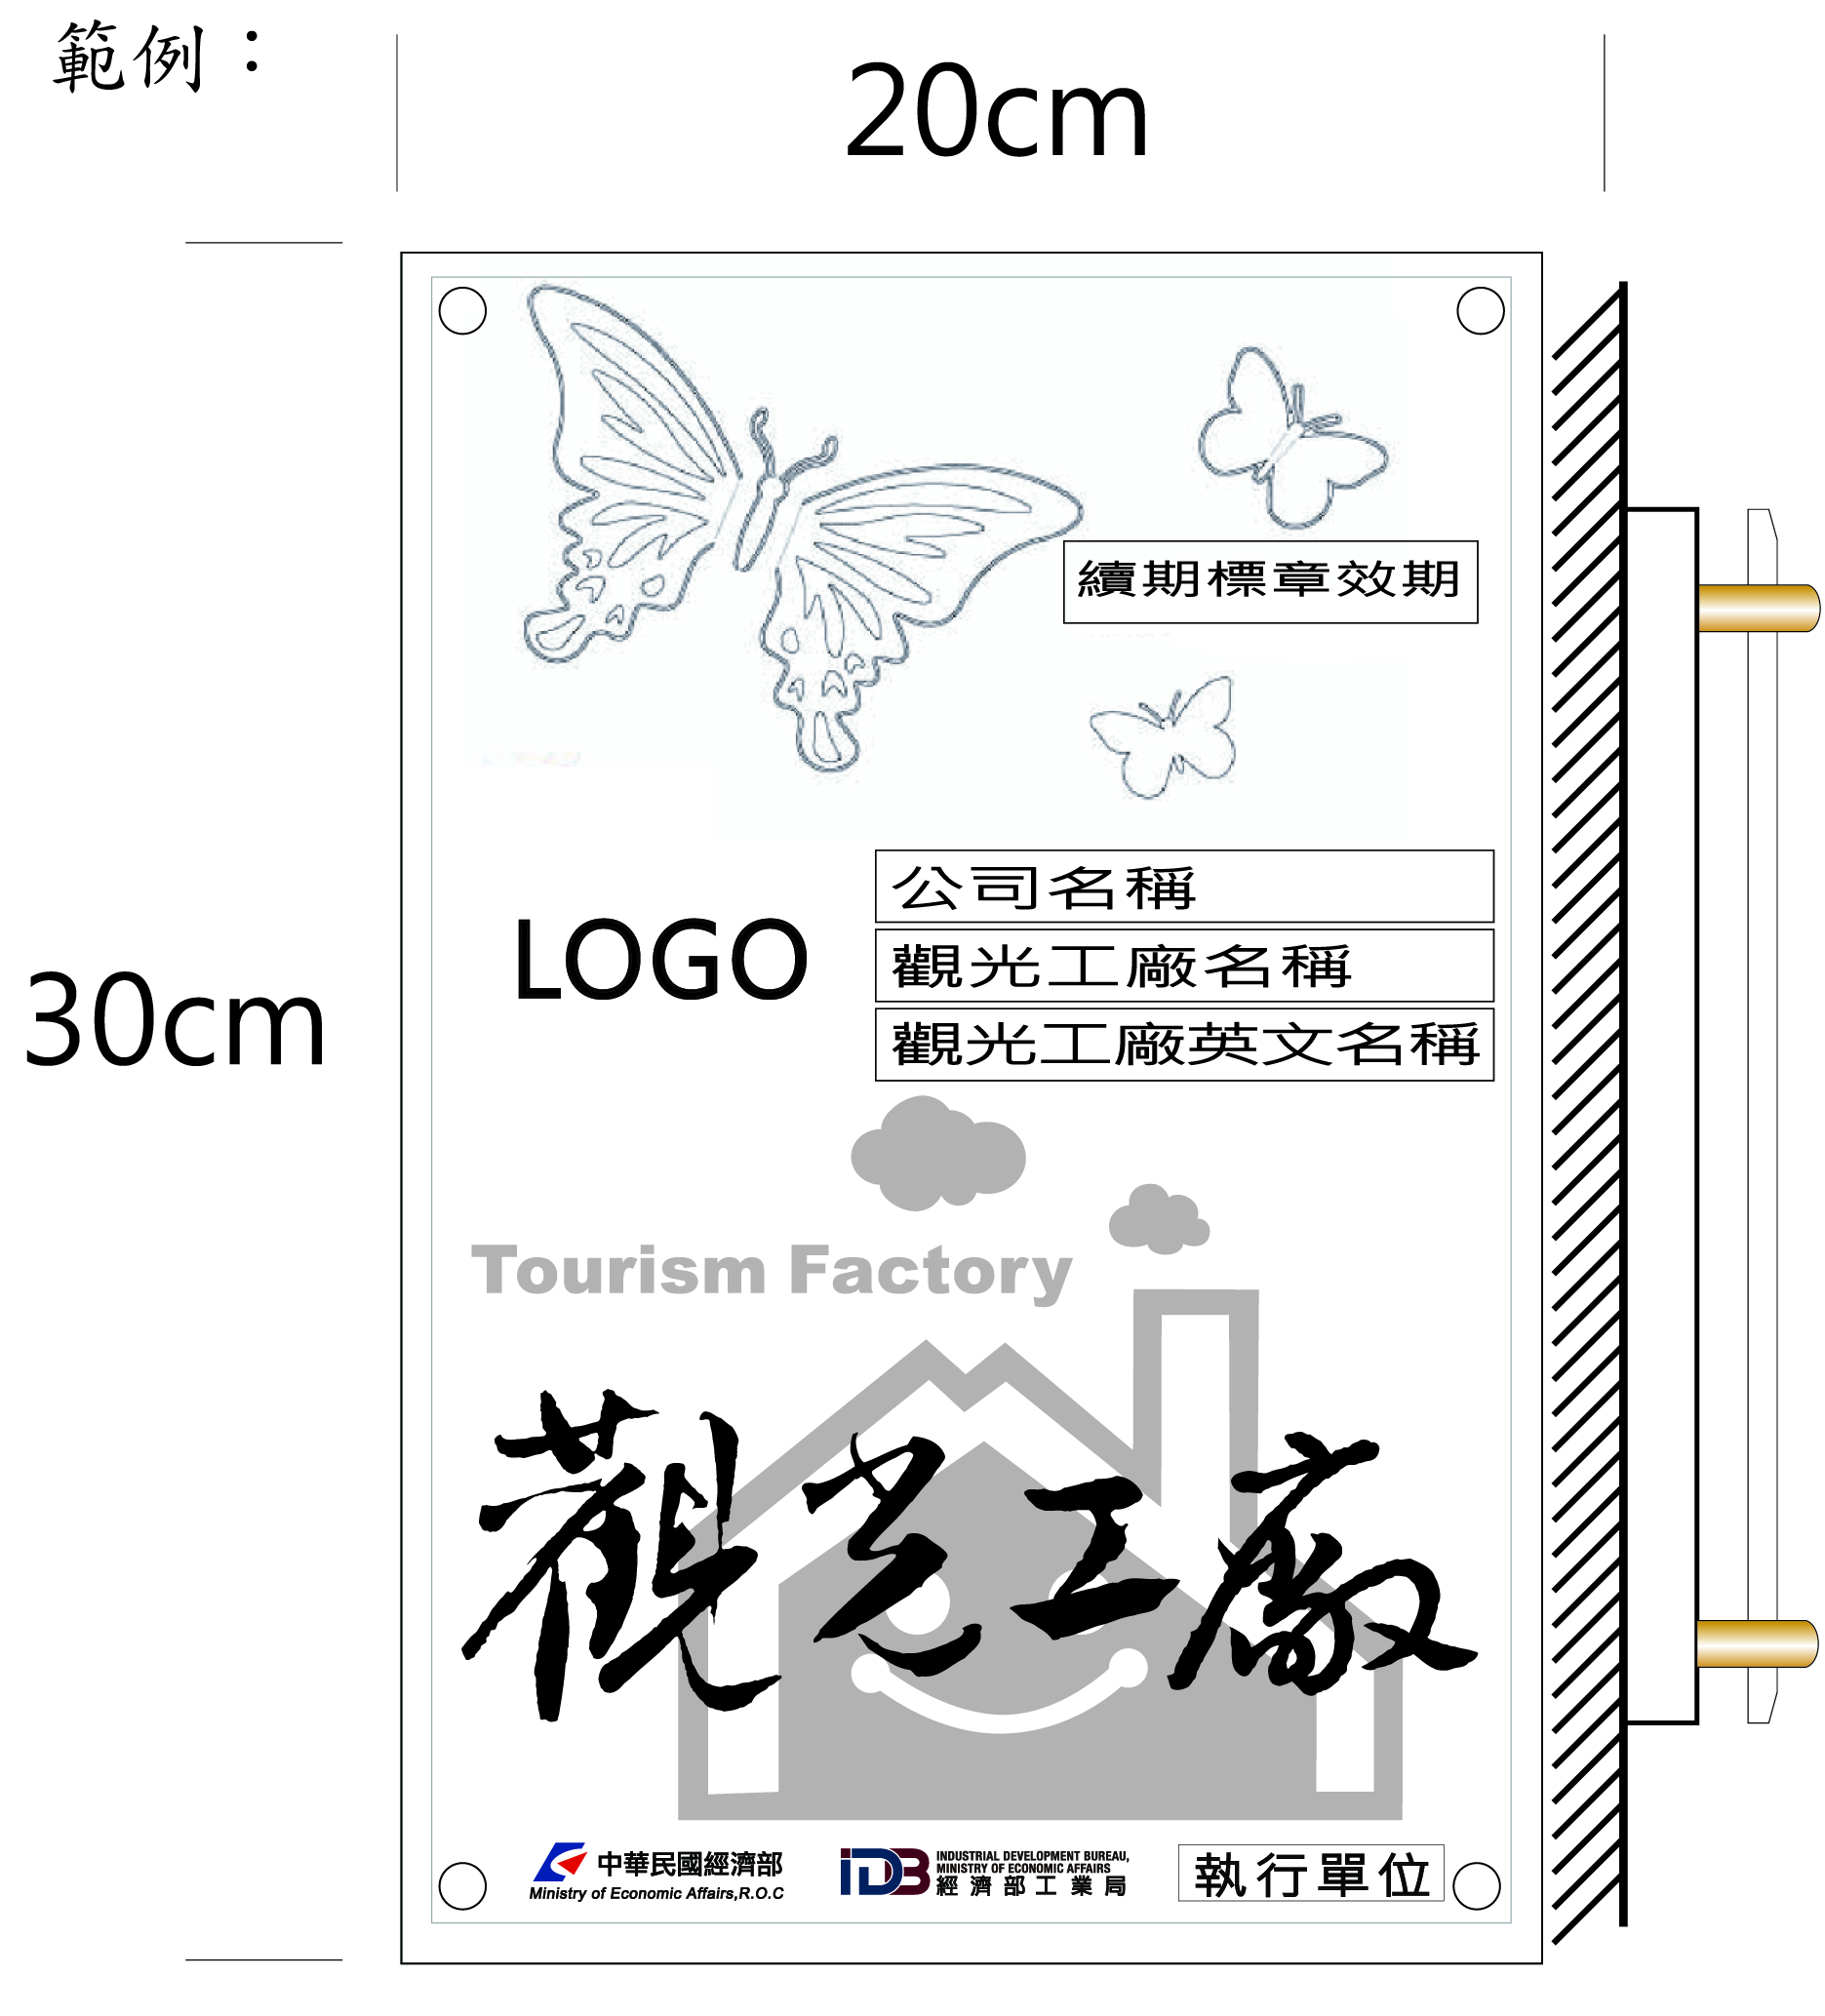 範例：
20cm
30cm
續期標章效期
LOGO
公司名稱
觀光工廠名稱
觀光工廠英文名稱
Tourism Factory
觀光工廠
中華民國經濟部
Ministry of Economic Affairs,R.O.C
IDB
INDUSTRIAL DEVELOPMENT BUREAU,
MINISTRY OF ECONOMIC AFFAIRS
經濟部工業局
執行單位